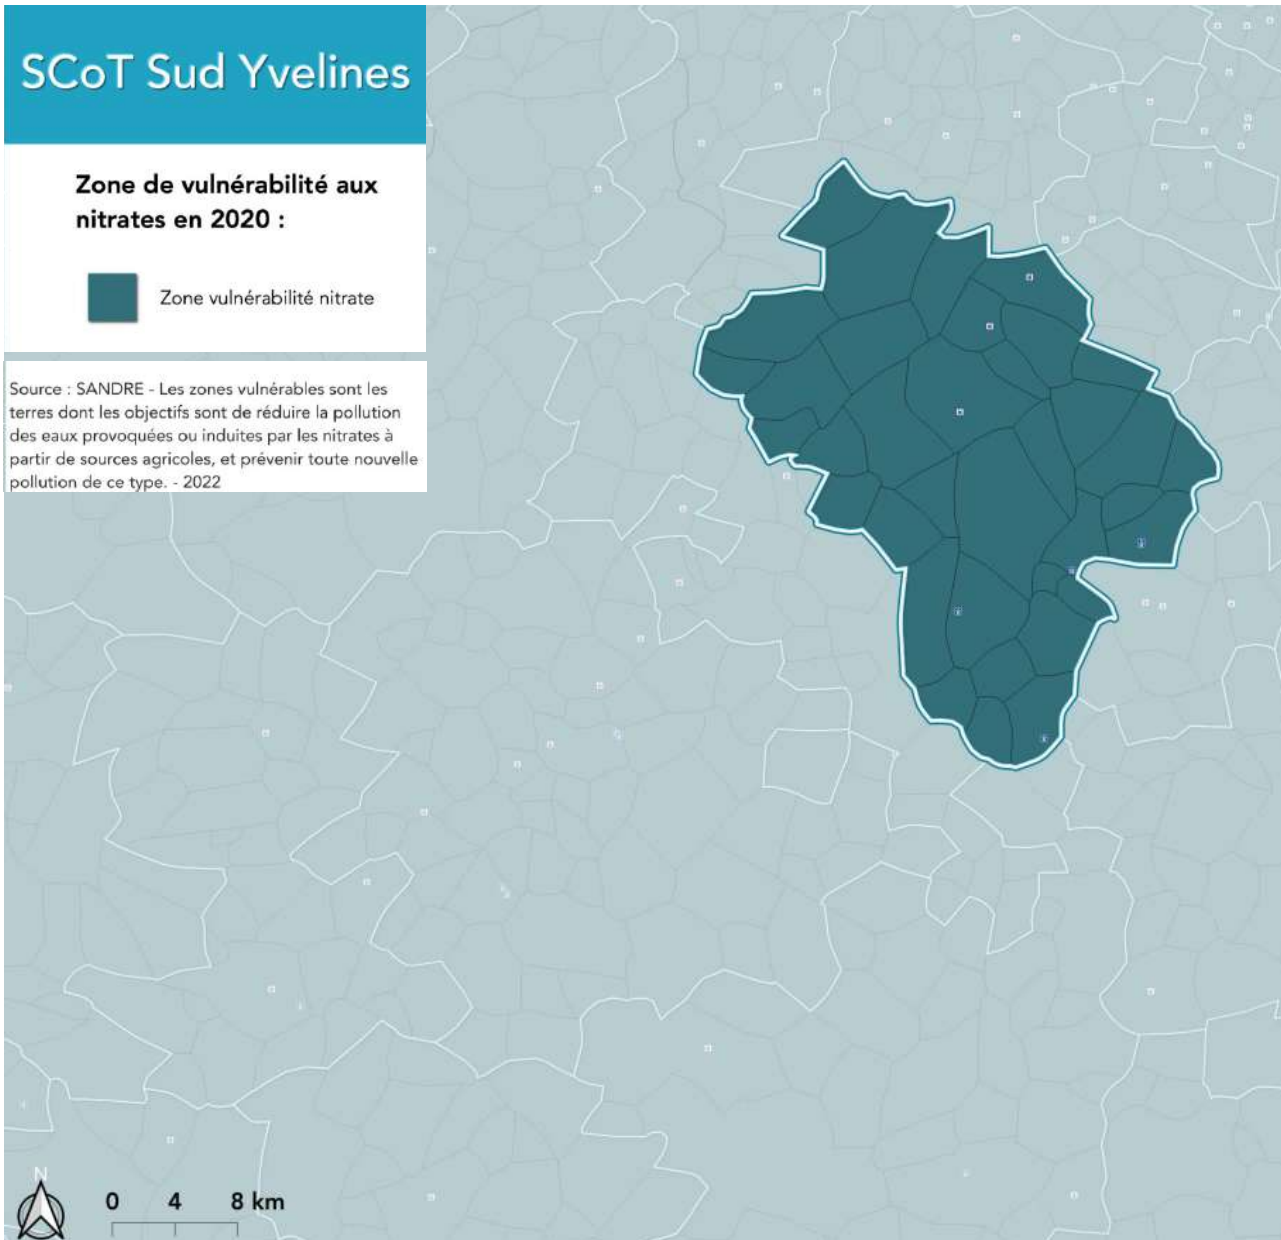 SCoT Sud Yvelines
Zone de vulnérabilité aux
nitrates en 2020 :
Zone vulnérabilité nitrate
Source : SANDRE - Les zones vulnérables sont les
terres dont les objectifs sont de réduire la pollution
des eaux provoquées ou induites par les nitrates à
partir de sources agricoles, et prévenir toute nouvelle
pollution de ce type. - 2022
N
0 4 8 km